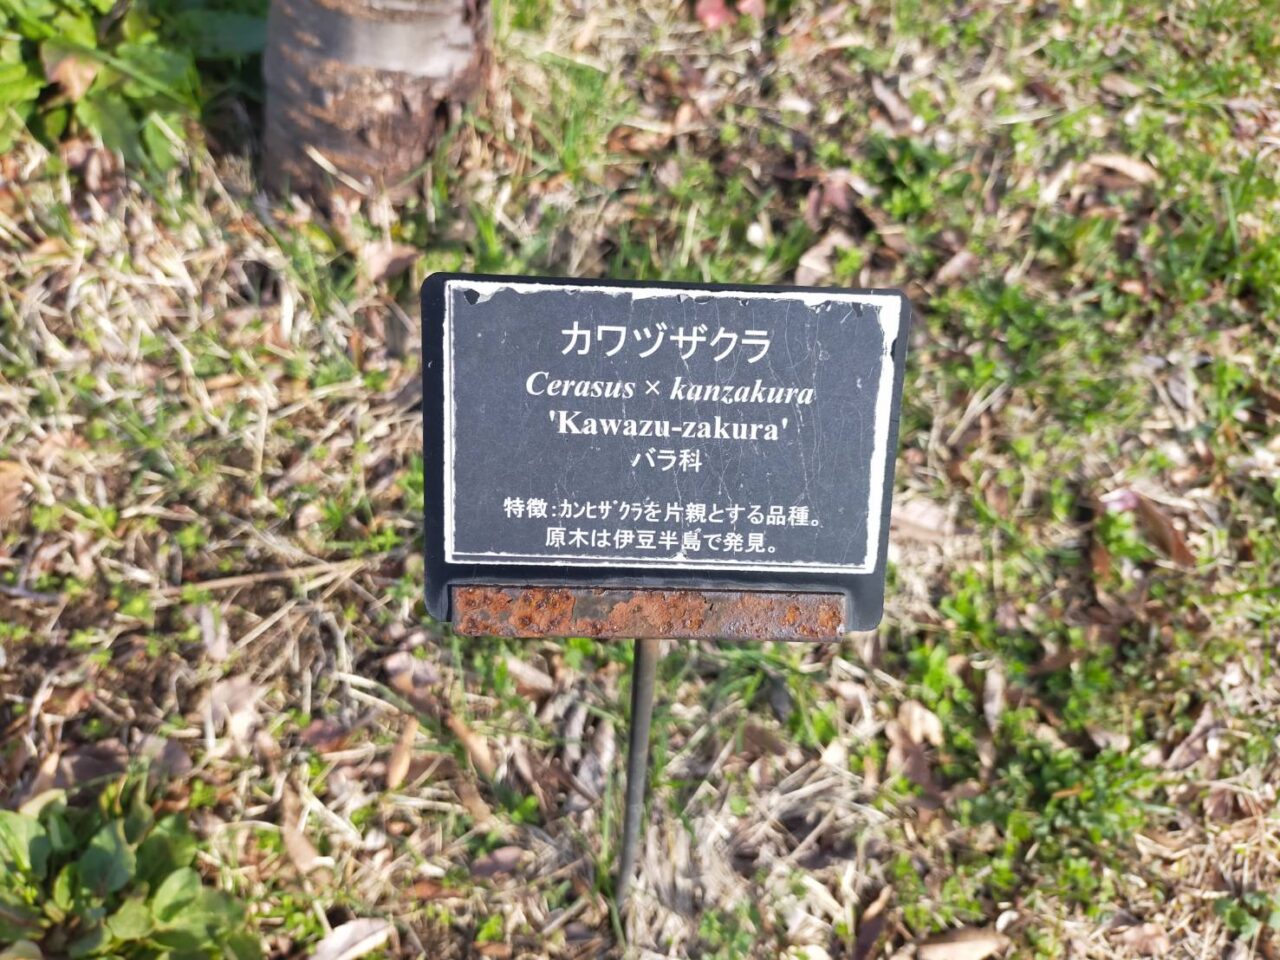 カワヅザクラ
Cerasus × kanzakura
'Kawazu-zakura'
バラ科
特徴：ｶﾝﾋｻﾞｸﾗを片親とする品種。
原木は伊豆半島で発見。